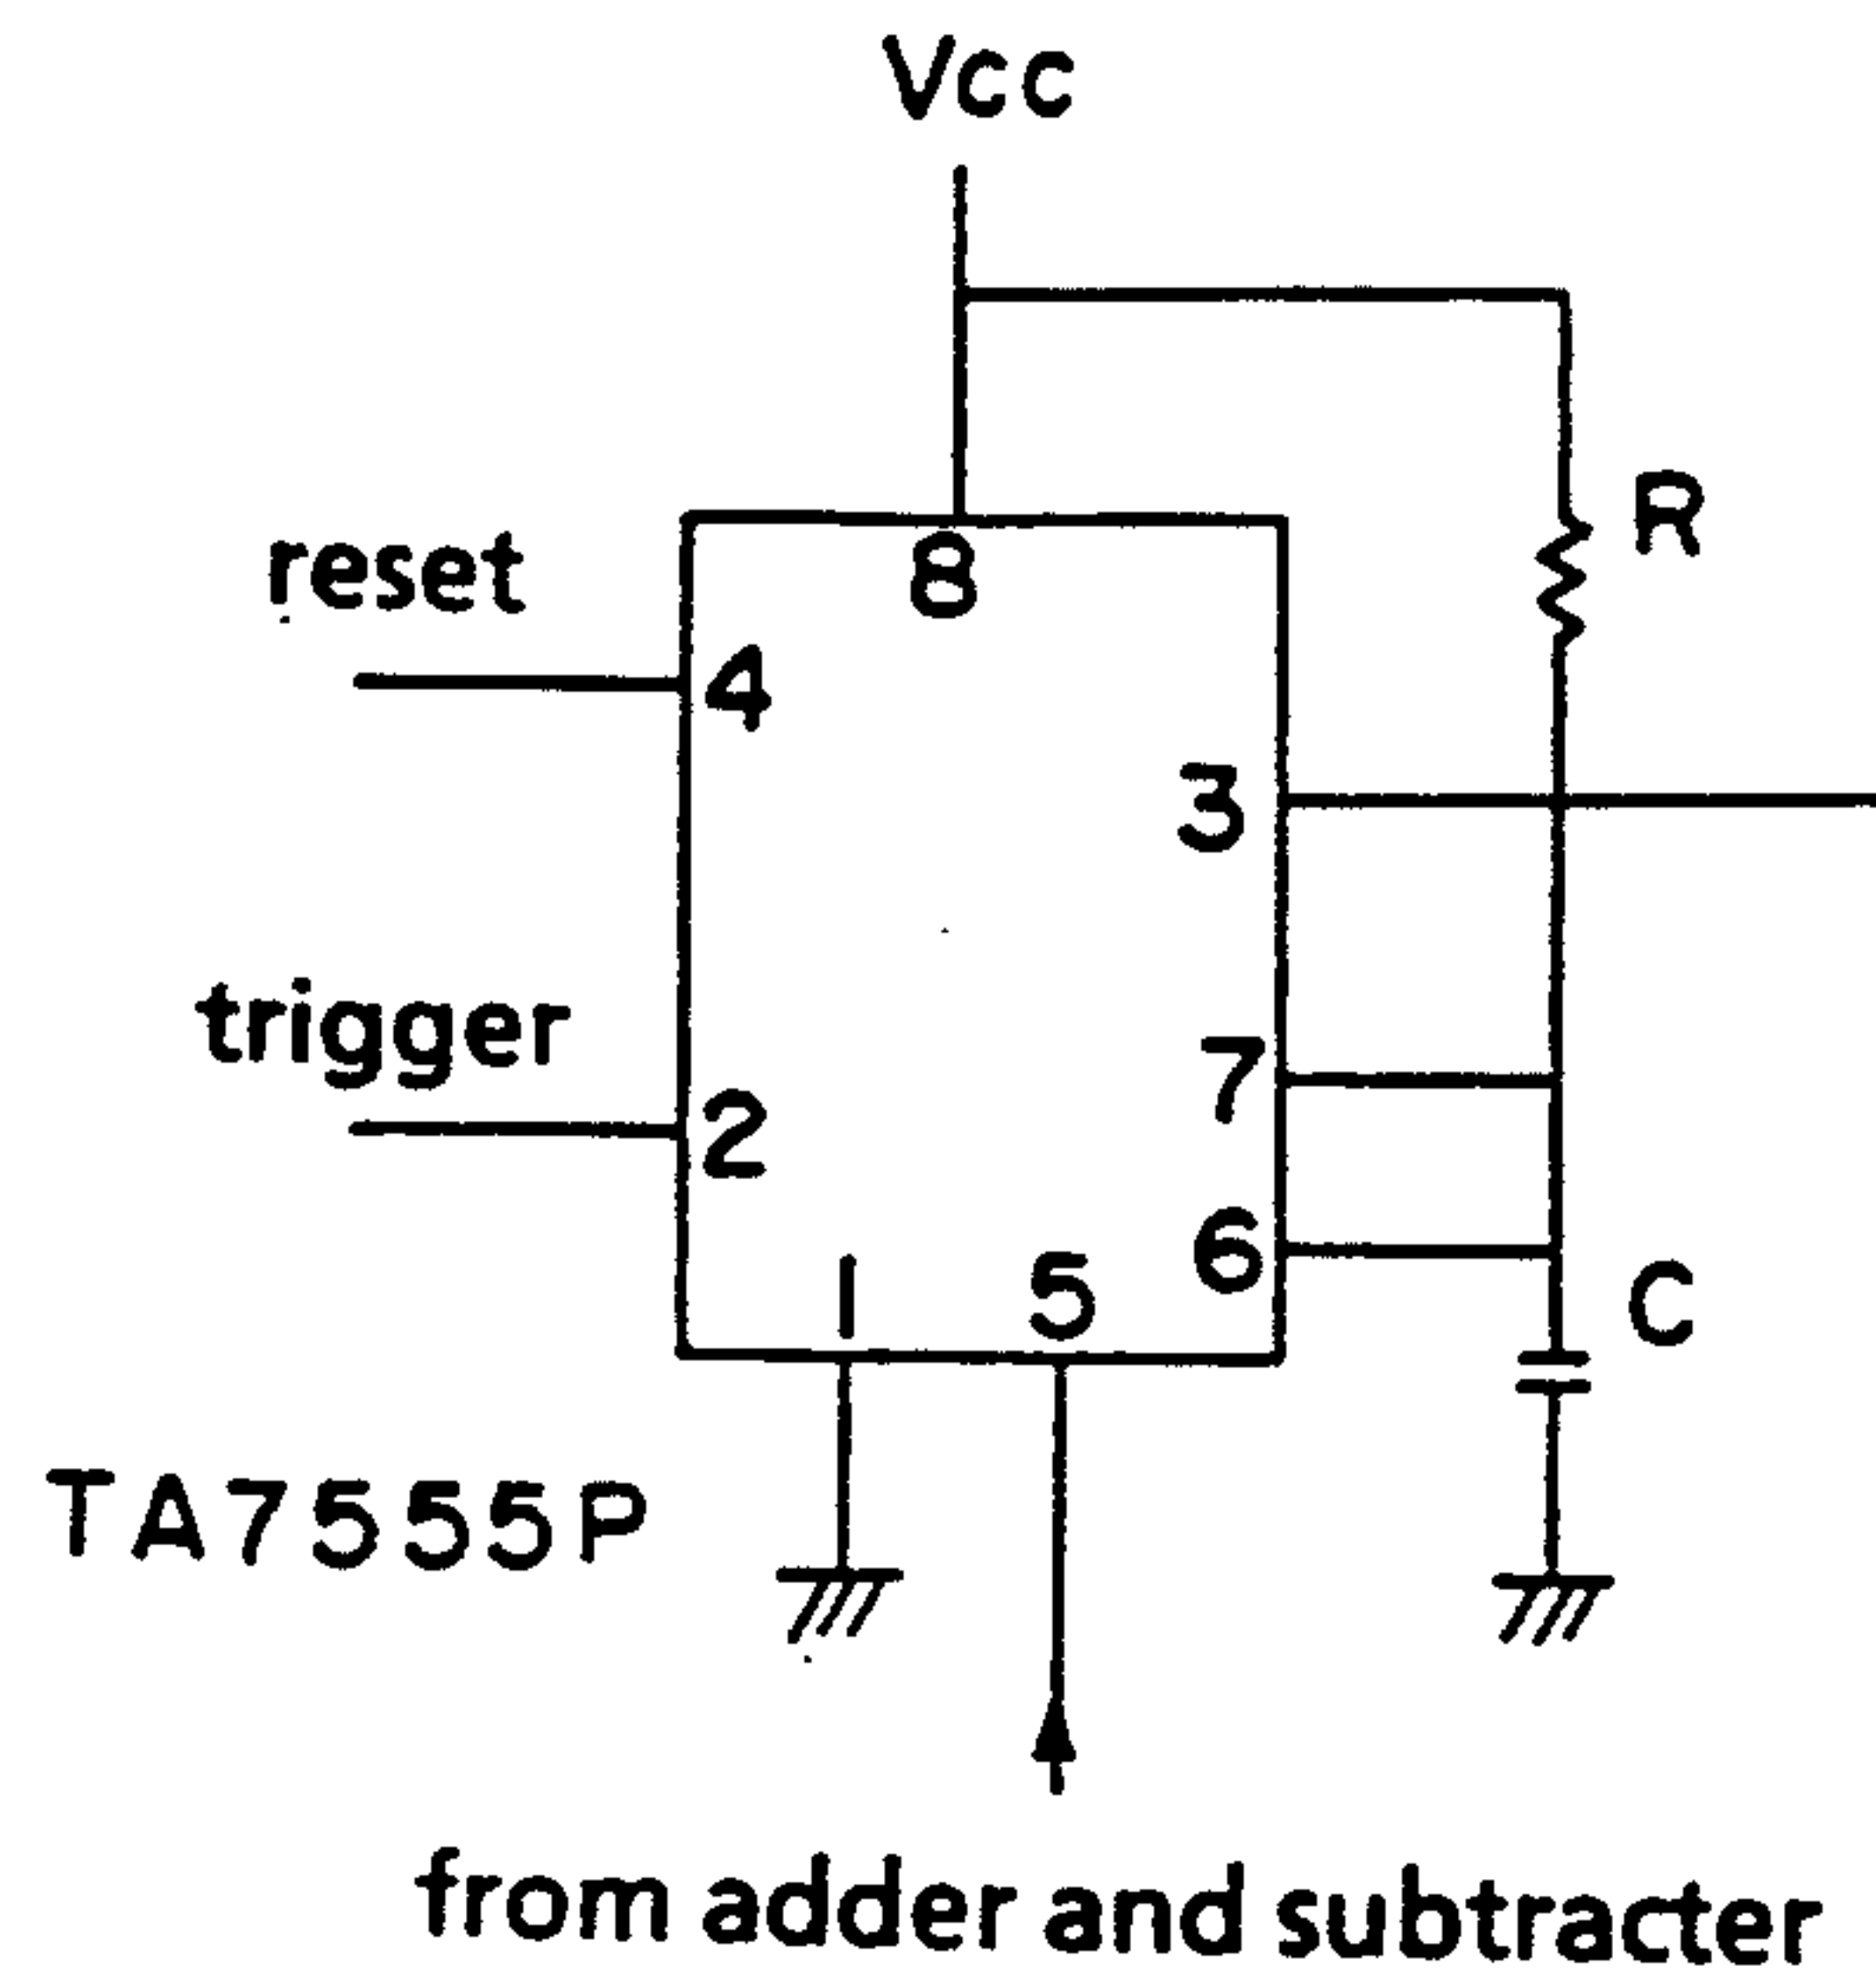 Vcc
R
reset
8
4
3
trigger
7
2
6
1
5
C
TA7555P
from adder and subtracter